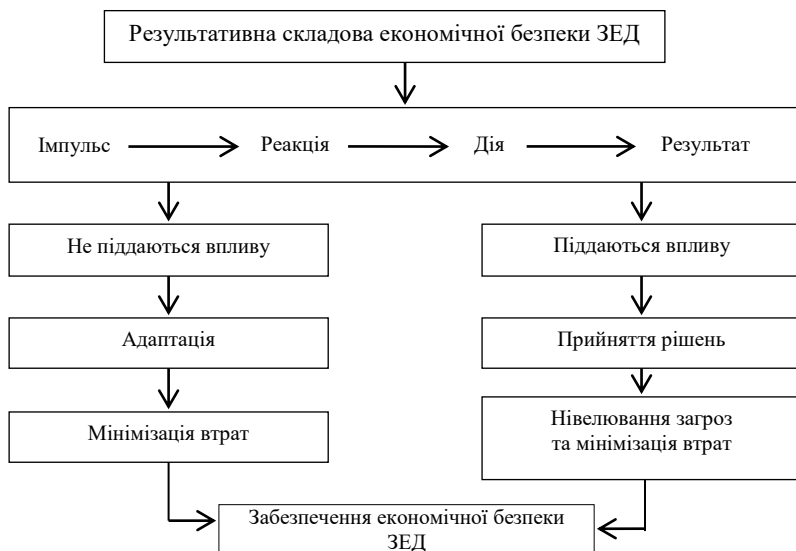 Результативна складова економічної безпеки ЗЕД
Імпульс Реакція Дія Результат
Не піддаються впливу
Піддаються впливу
Адаптація
Прийняття рішень
Мінімізація втрат
Нівелювання загроз
та мінімізація втрат
Забезпечення економічної безпеки
ЗЕД